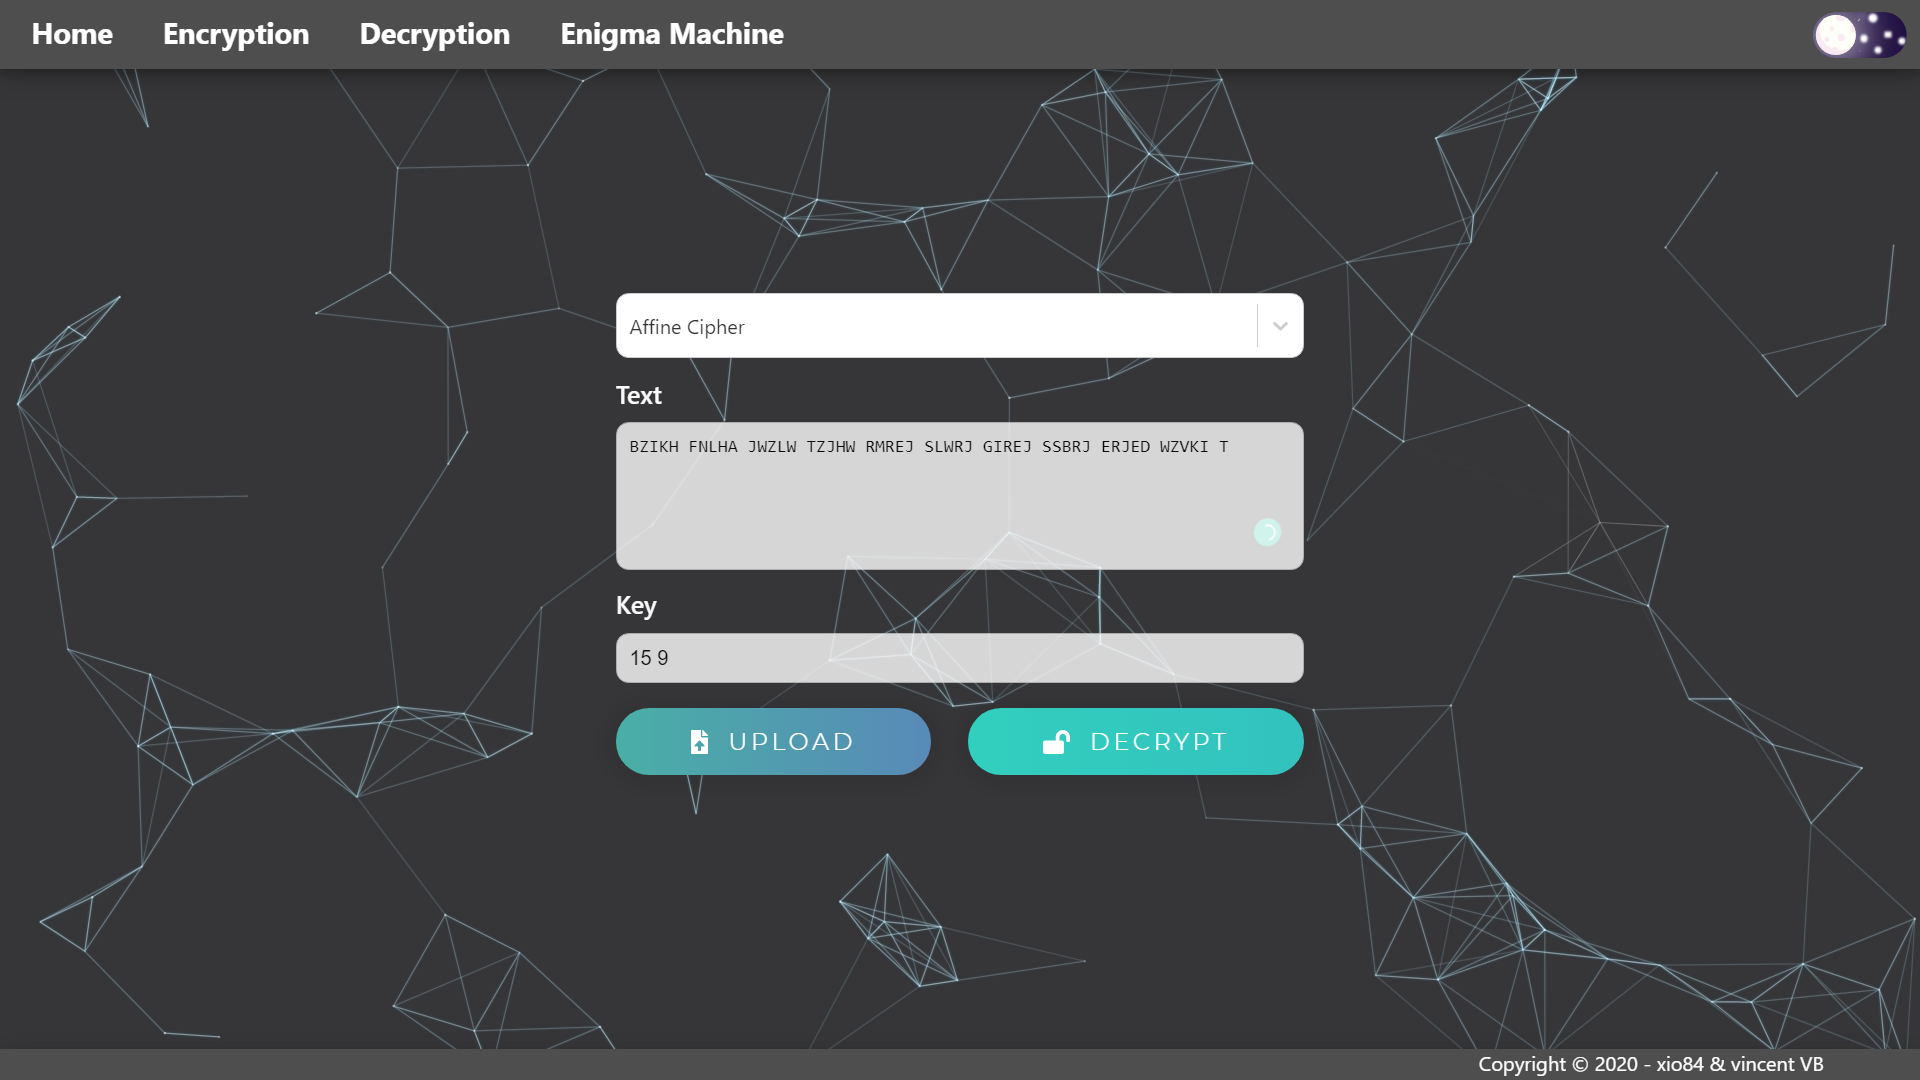 Home Encryption Decryption Enigma Machine
Affine Cipher
Text
BZIKH FNLHA JWZLW TZJHW RMREJ SLWRJ GIREJ SSBRJ ERJED WZVKI T
Key
15 9
UPLOAD DECRYPT
Copyright © 2020 - xio84 & vincent VB